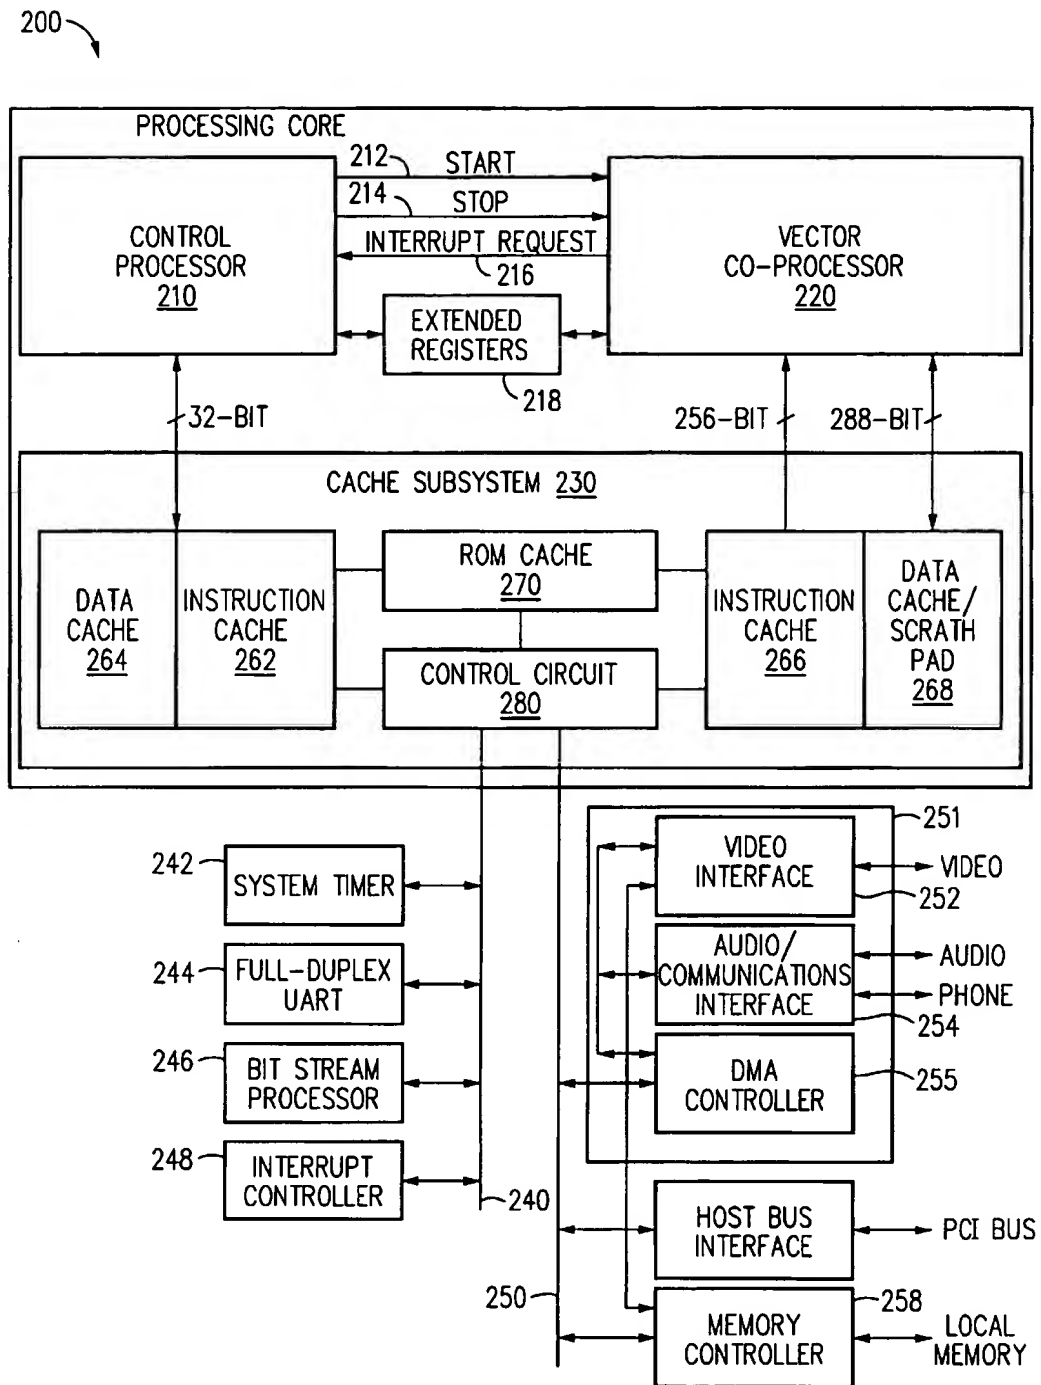 200
PROCESSING CORE
212
START
214
STOP
INTERRUPT REQUEST
216
CONTROL
PROCESSOR
210
VECTOR
CO-PROCESSOR
220
EXTENDED
REGISTERS
218
32-BIT
256-BIT
288-BIT
CACHE SUBSYSTEM 230
DATA
CACHE
264
INSTRUCTION
CACHE
262
ROM CACHE
270
CONTROL CIRCUIT
280
INSTRUCTION
CACHE
266
DATA
CACHE/
SCRATH
PAD
268
242
SYSTEM TIMER
244
FULL-DUPLEX
UART
246
BIT STREAM
PROCESSOR
248
INTERRUPT
CONTROLLER
240
250
251
VIDEO
INTERFACE
252
VIDEO
AUDIO/
COMMUNICATIONS
INTERFACE
254
AUDIO
PHONE
DMA
CONTROLLER
255
HOST BUS
INTERFACE
PCI BUS
258
MEMORY
CONTROLLER
LOCAL
MEMORY